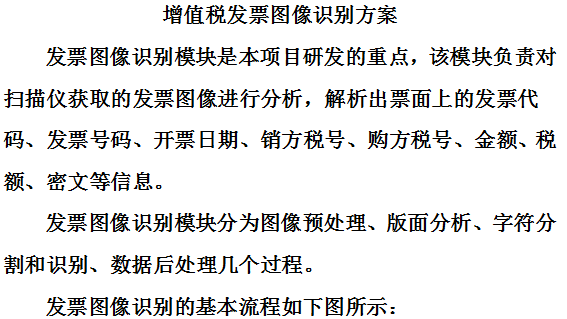 增值税发票图像识别方案
发票图像识别模块是本项目研发的重点，该模块负责对
扫描仪获取的发票图像进行分析，解析出票面上的发票代
码、发票号码、开票日期、销方税号、购方税号、金额、税
额、密文等信息。
发票图像识别模块分为图像预处理、版面分析、字符分
割和识别、数据后处理几个过程。
发票图像识别的基本流程如下图所示：